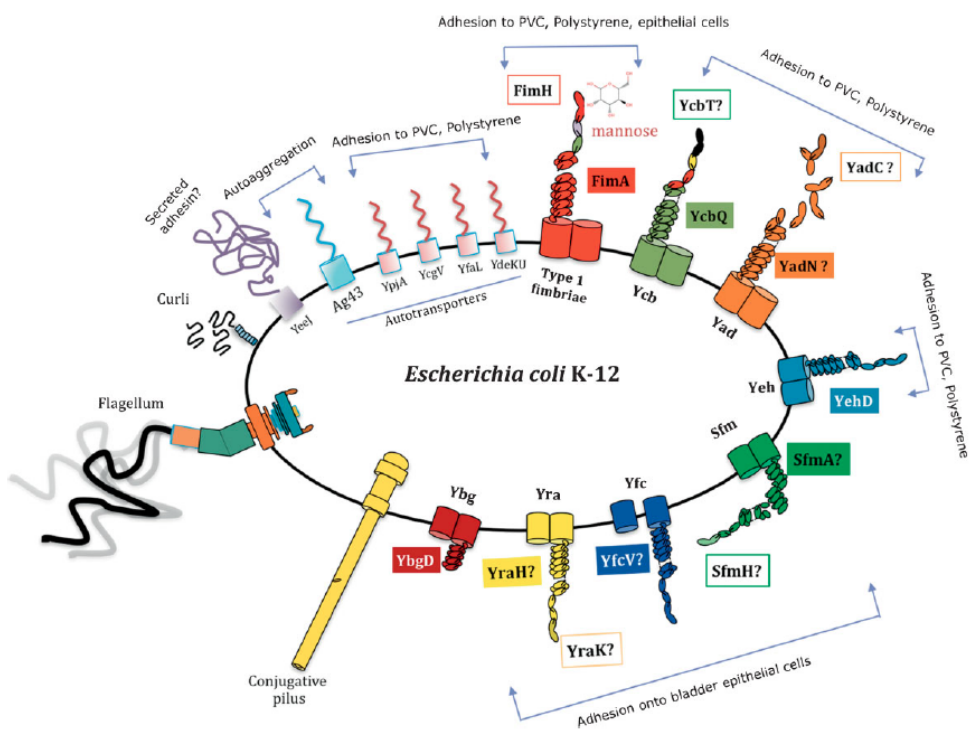 Adhesion to PVC, Polystyrene, epithelial cells
FimH
mannose
FimA
YcbT?
Adhesion to PVC, Polystyrene
YcbQ
YadC ?
YadN ?
Autoaggregation
Adhesion to PVC, Polystyrene
Secreted
adhesin?
Curli
YeeJ
Ag43
YpjA
YcgV
YfaL
YdeKU
Autotransporters
Type 1
fimbriae
Ycb
Yad
Escherichia coli K-12
Yeh
YehD
Adhesion to PVC, Polystyrene
Flagellum
Sfm
SfmA?
Ybg
Yra
Yfc
YbgD
YraH?
YfcV?
SfmH?
YraK?
Conjugative
pilus
Adhesion onto bladder epithelial cells